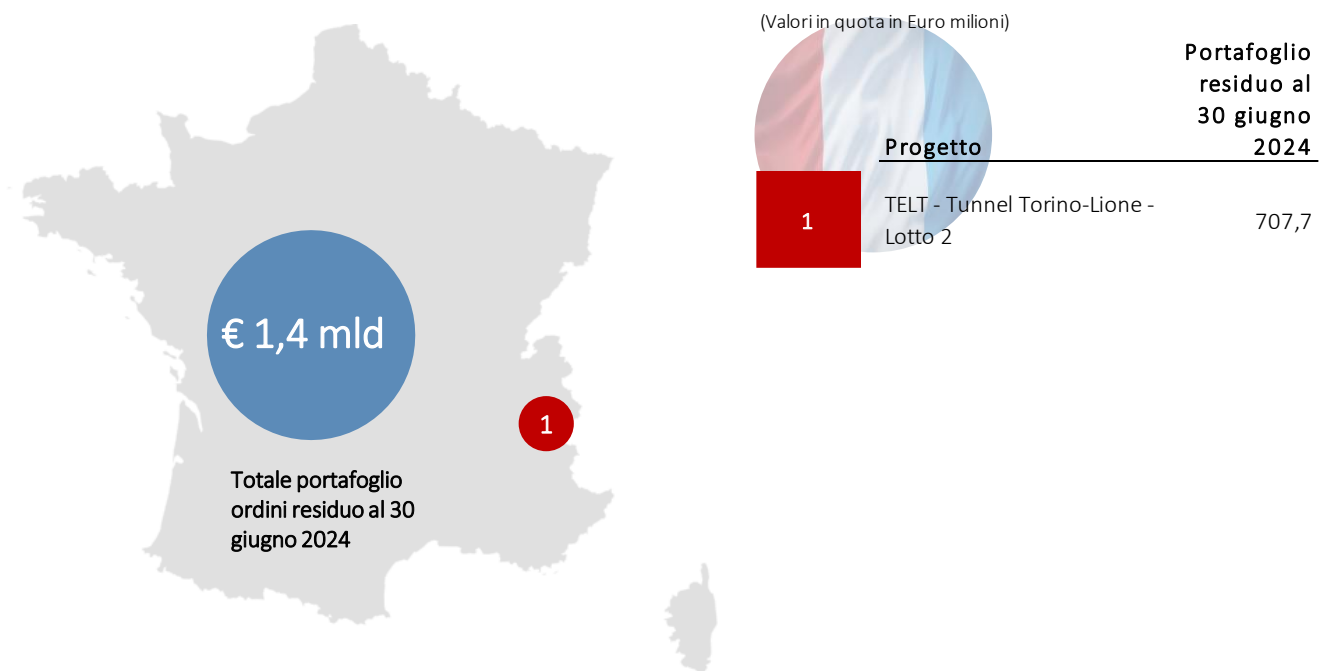 (Valori in quota in Euro milioni)
Portafoglio
residuo al
30 giugno
Progetto 2024
1 TELT - Tunnel Torino-Lione -
Lotto 2 707,7
€ 1,4 mld
1
Totale portafoglio
ordini residuo al 30
giugno 2024